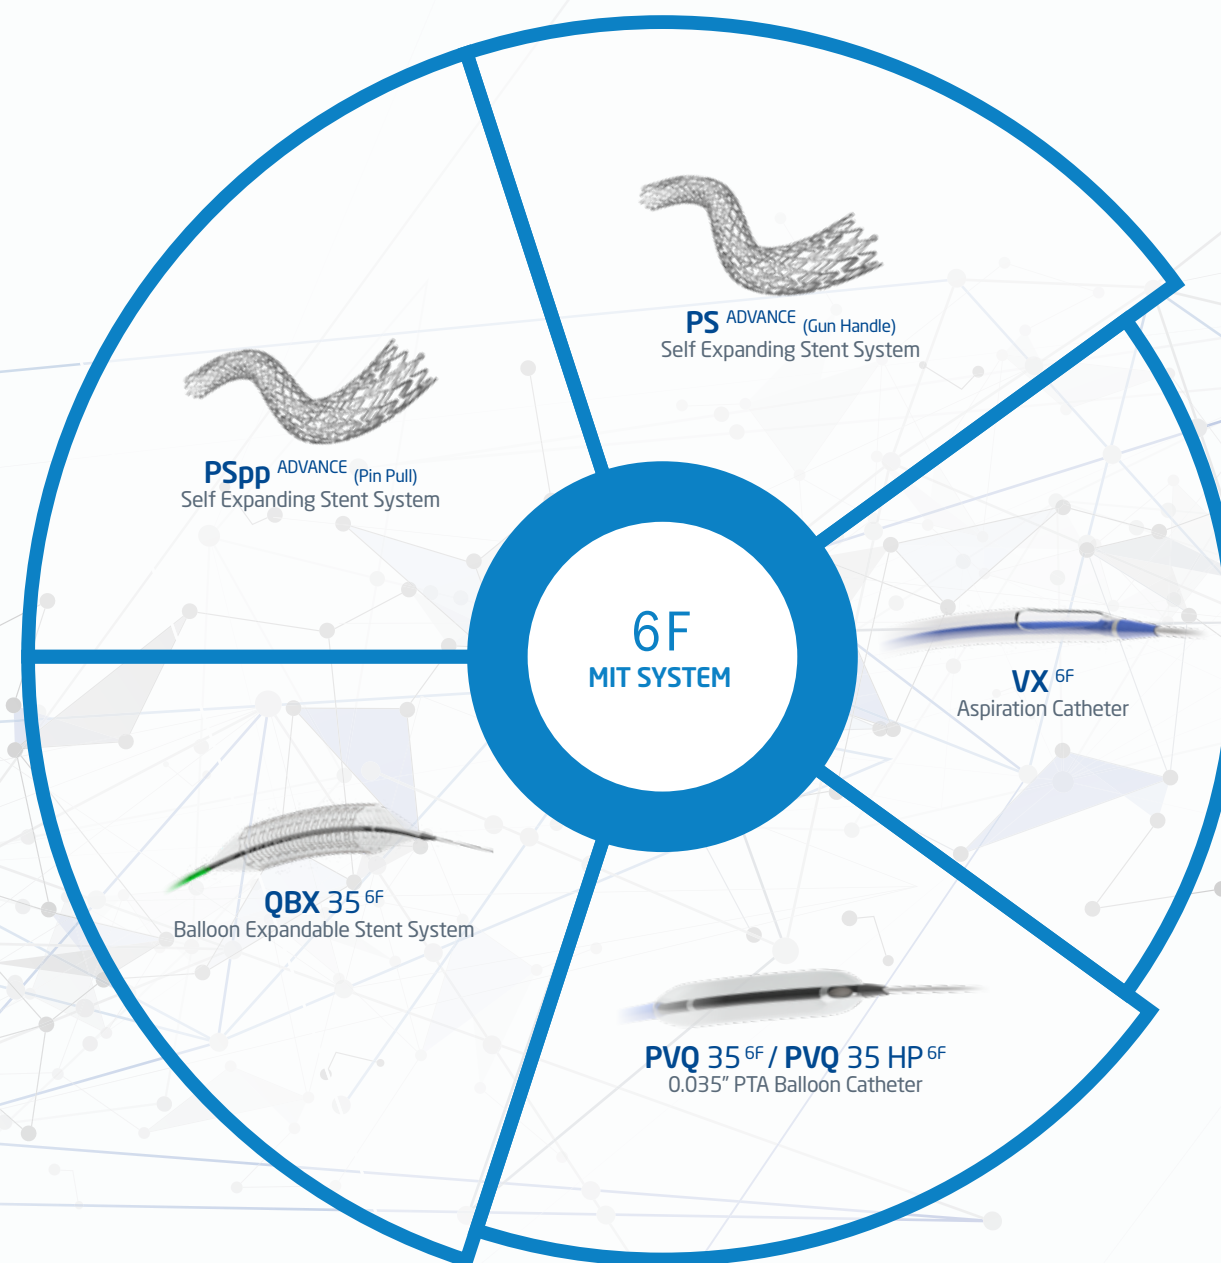 PS ADVANCE (Gun Handle)
Self Expanding Stent System
PSpp ADVANCE (Pin Pull)
Self Expanding Stent System
6F
MIT SYSTEM
VX 6F
Aspiration Catheter
QBX 35 6F
Balloon Expandable Stent System
PVQ 35 6F / PVQ 35 HP 6F
0.035” PTA Balloon Catheter